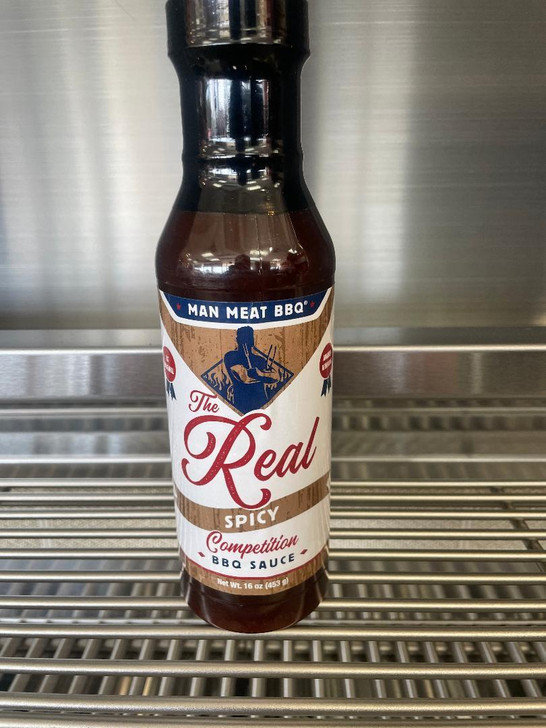 MAN MEAT BBQ®
The
Real
SPICY
Competition
BBQ SAUCE
Net Wt. 16 oz (453 g)